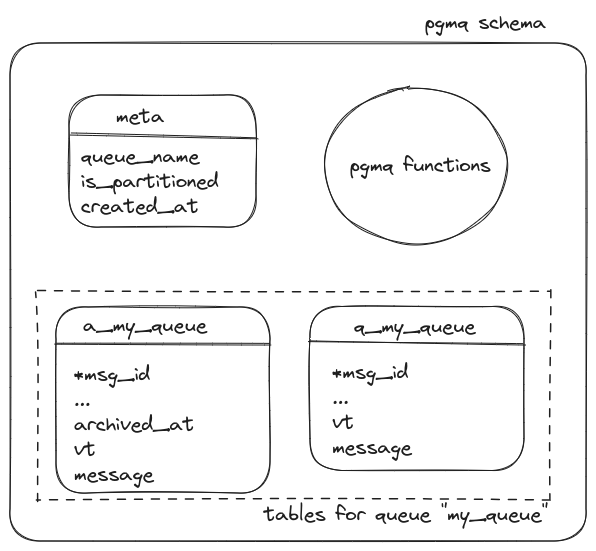 pgmq schema
meta
queue_name
is_partitioned
created_at
pgmq functions
a_my_queue
*msg_id
...
archived_at
vt
message
q_my_queue
*msg_id
...
vt
message
tables for queue "my_queue"